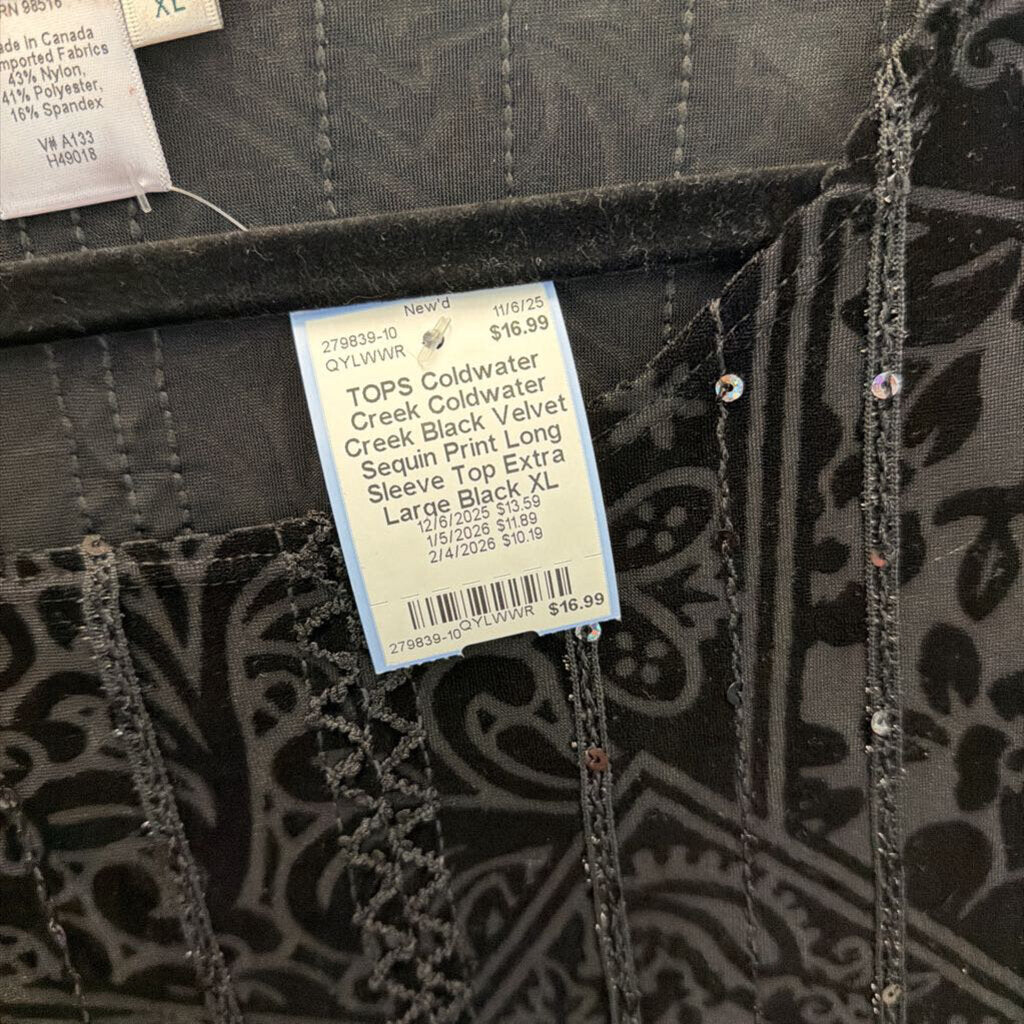 RN 98516
XL
ade in Canada
mported Fabrics
43% Nylon,
41% Polyester,
16% Spandex
V# A133
H49018
New'd
279839-10
11/6/25
QYLWWR
$16.99
TOPS Coldwater
Creek Coldwater
Creek Black Velvet
Sequin Print Long
Sleeve Top Extra
Large Black XL
12/6/2025 $13.59
1/5/2026 $11.89
2/4/2026 $10.19
279839-10 QYLWWR $16.99